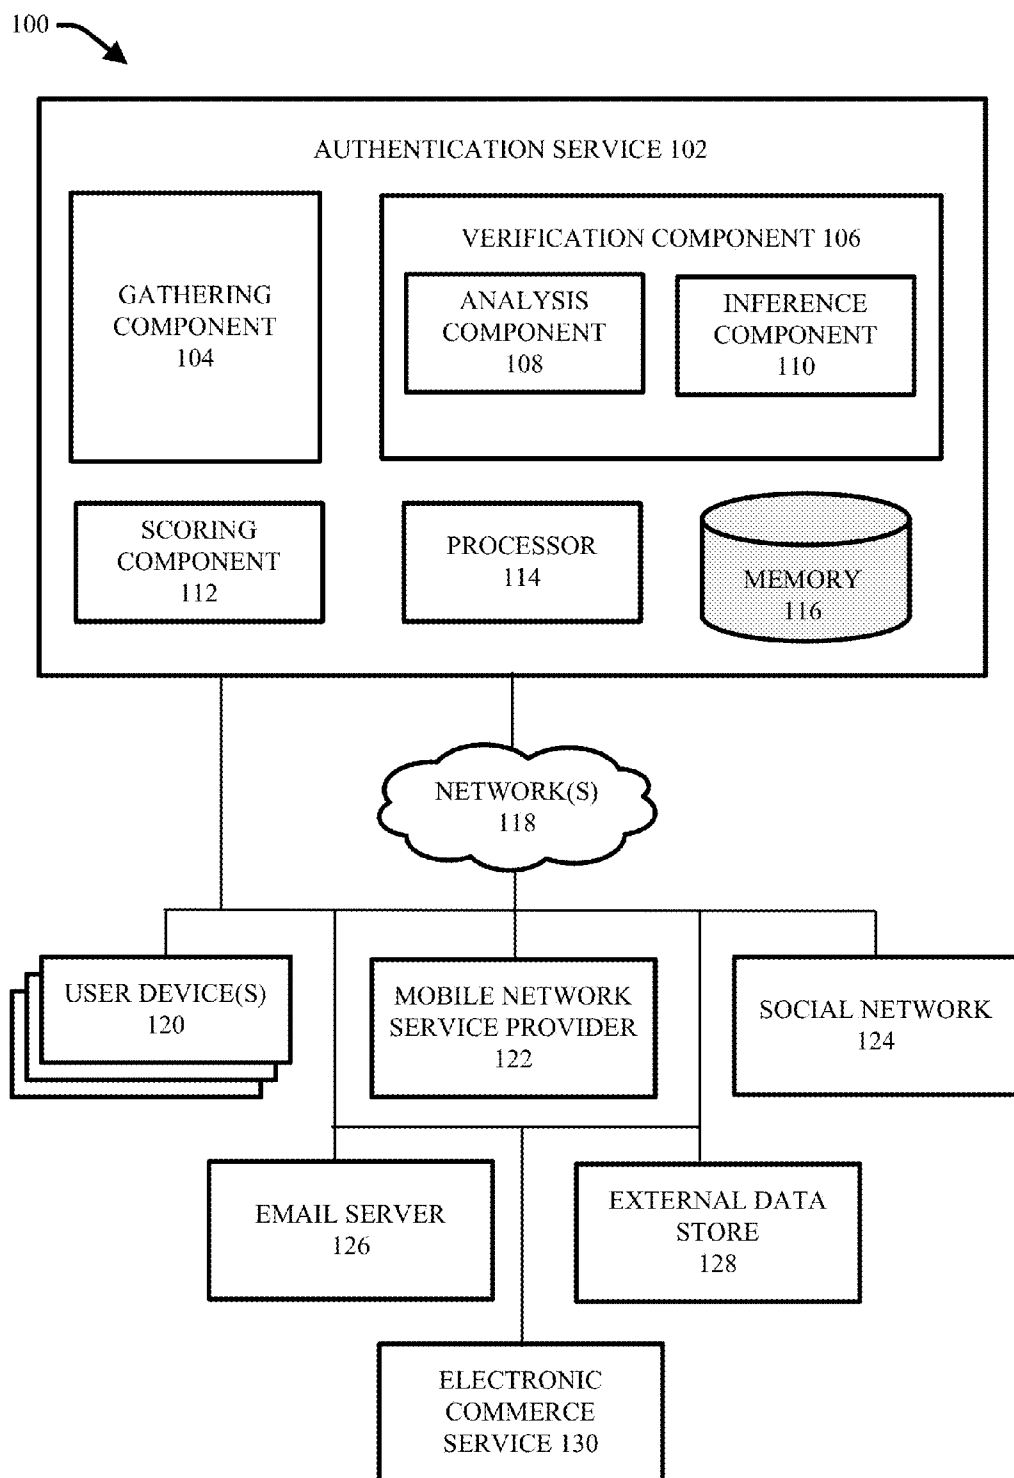 100
AUTHENTICATION SERVICE 102
GATHERING
COMPONENT
104
VERIFICATION COMPONENT 106
ANALYSIS
COMPONENT
108
INFERENCE
COMPONENT
110
SCORING
COMPONENT
112
PROCESSOR
114
MEMORY
116
NETWORK(S)
118
USER DEVICE(S)
120
MOBILE NETWORK
SERVICE PROVIDER
122
SOCIAL NETWORK
124
EMAIL SERVER
126
EXTERNAL DATA
STORE
128
ELECTRONIC
COMMERCE
SERVICE 130